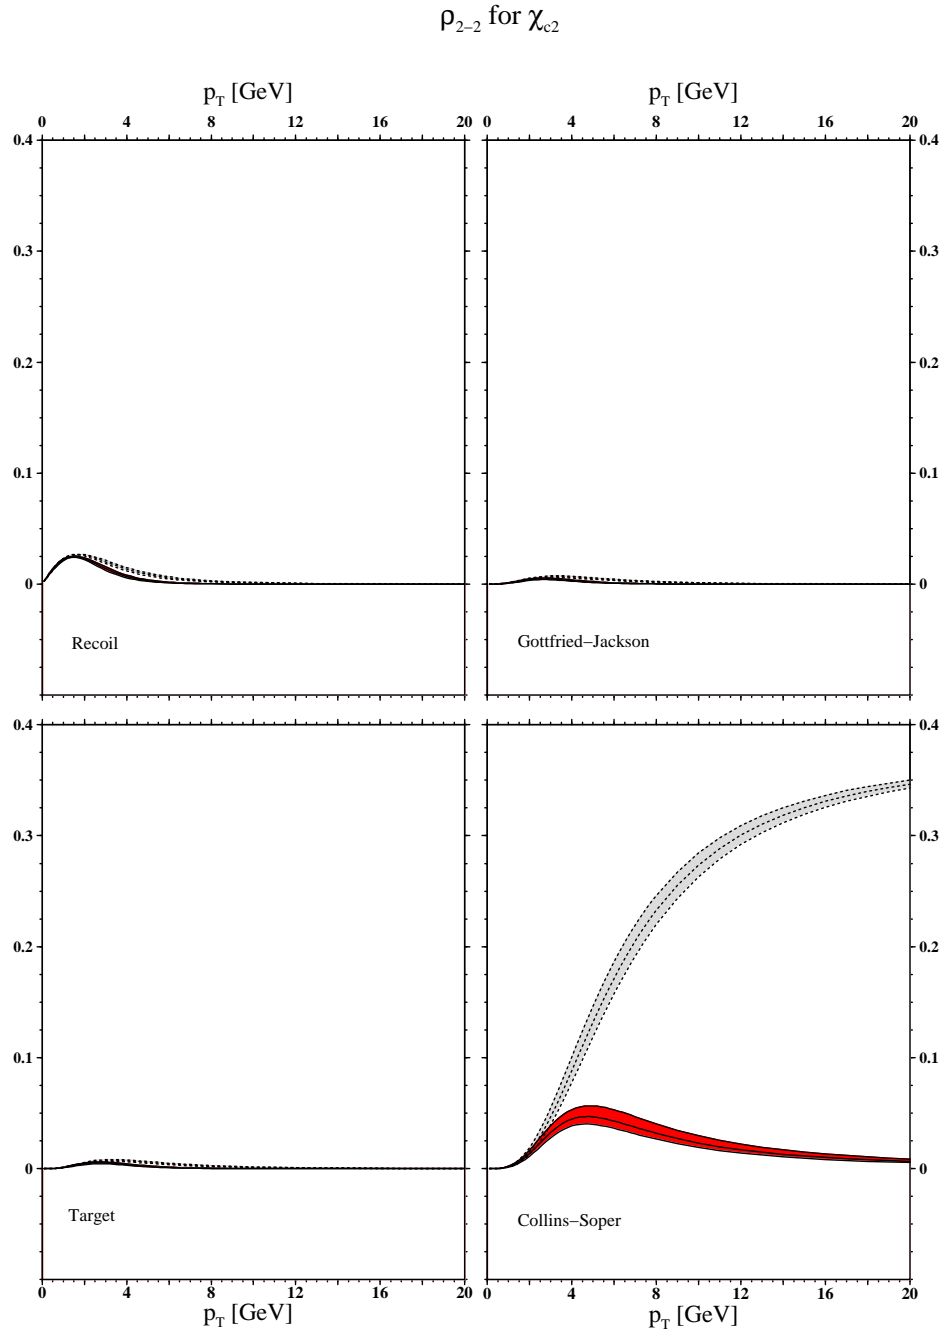 ρ2−2 for χc2
pT [GeV] pT [GeV]
0 4 8 12 16 20 0 4 8 12 16 20
0.4 0.4
0.3 0.3
0.2 0.2
0.1 0.1
0 0
Recoil Gottfried−Jackson
0.4 0.4
0.3 0.3
0.2 0.2
0.1 0.1
0 0
Target Collins−Soper
0 4 8 12 16 20 0 4 8 12 16 20
pT [GeV] pT [GeV]